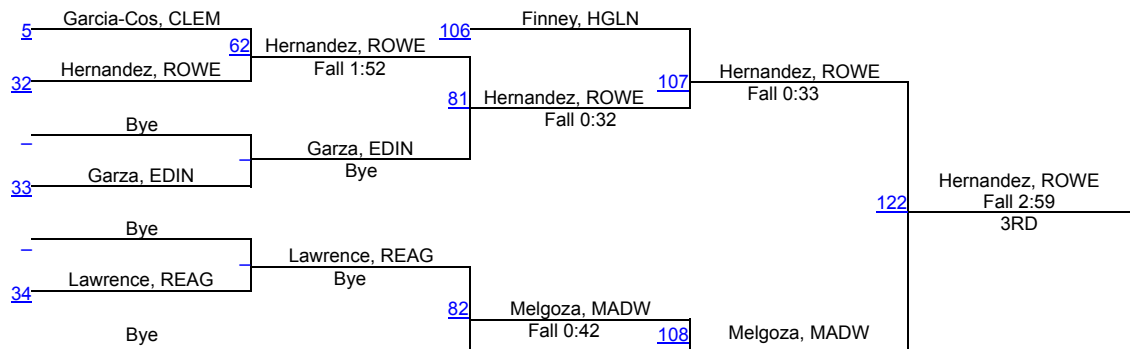 Garcia-Cos, CLEM
5
Hernandez, ROWE
32
62
Hernandez, ROWE
Fall 1:52
Bye
–
Garza, EDIN
33
–
Garza, EDIN
Bye
Finney, HGLN
106
81
Hernandez, ROWE
Fall 0:32
107
Hernandez, ROWE
Fall 0:33
Bye
–
Lawrence, REAG
34
–
Lawrence, REAG
Bye
Bye
82
Melgoza, MADW
Fall 0:42
108
Melgoza, MADW
122
Hernandez, ROWE
Fall 2:59
3RD